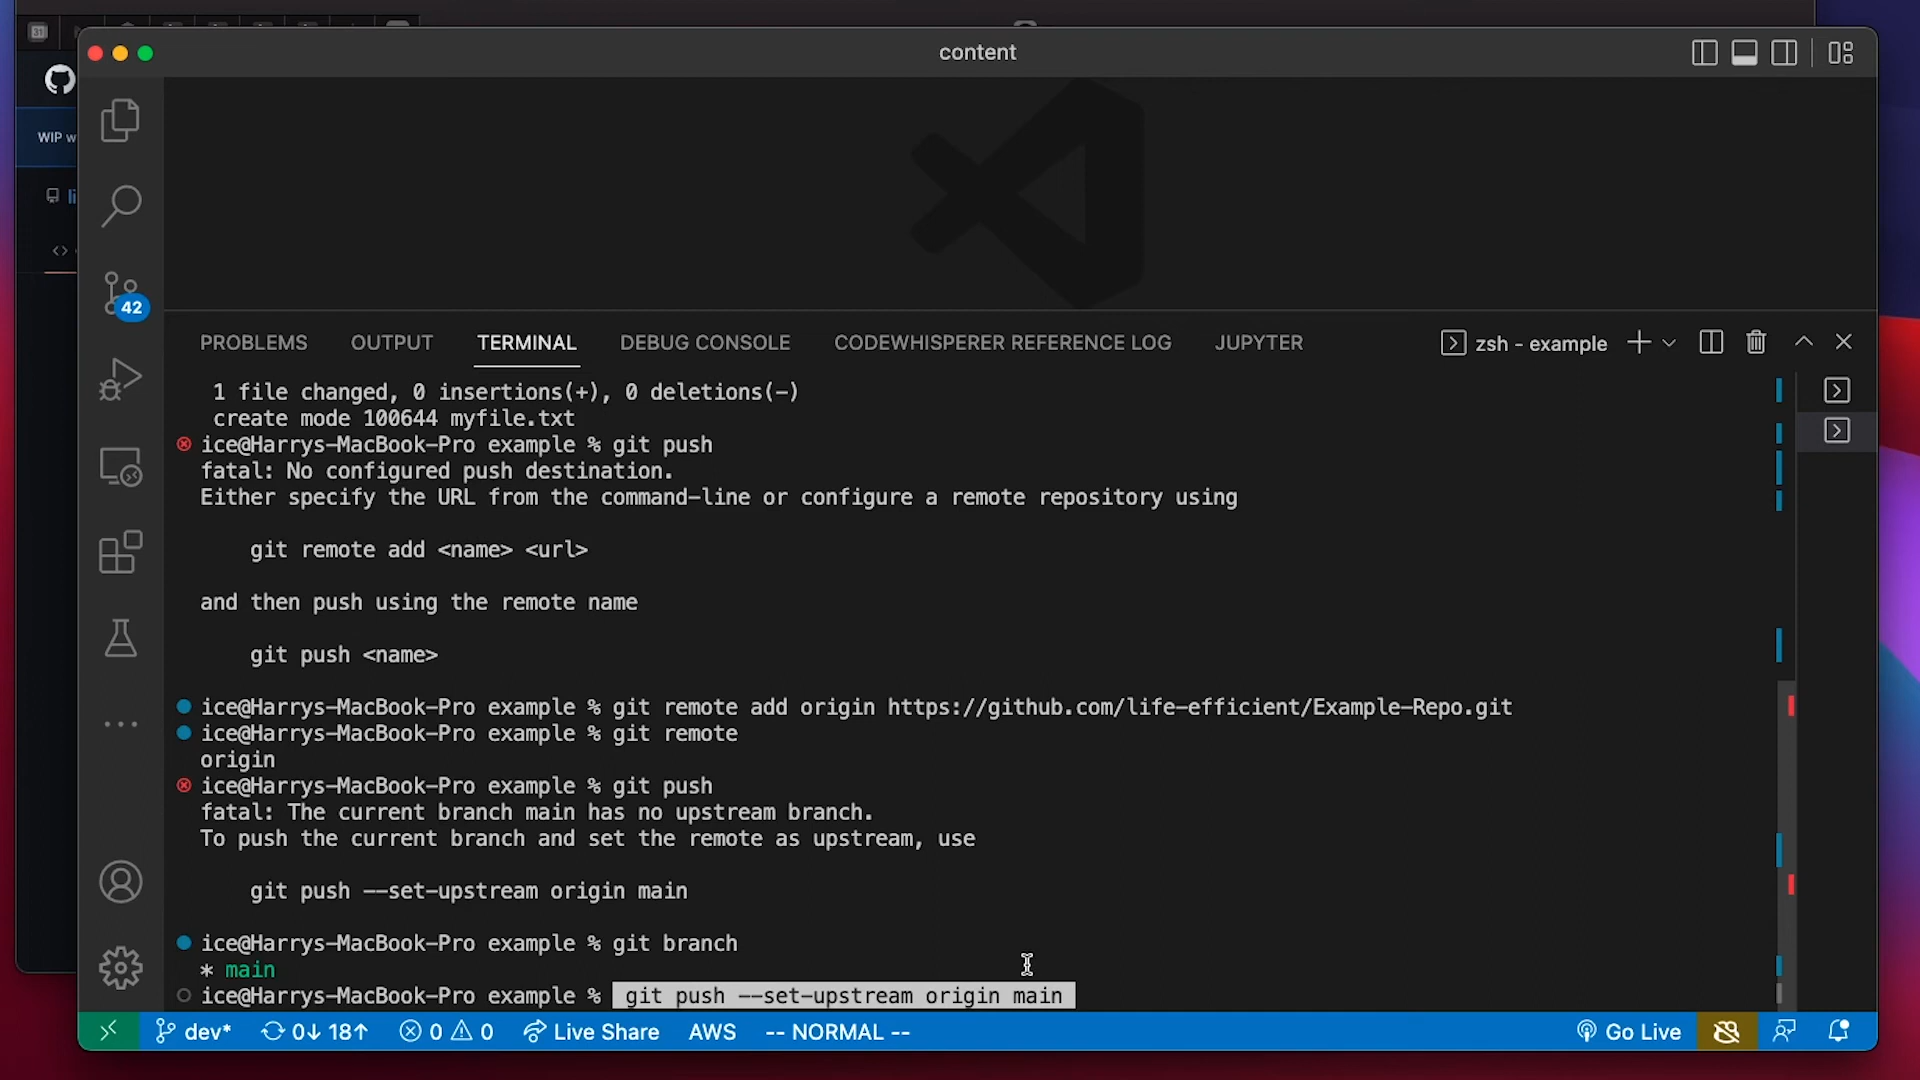 content
31
WIP w
li
<>
42
PROBLEMS OUTPUT TERMINAL DEBUG CONSOLE CODEWHISPERER REFERENCE LOG JUPYTER zsh - example
1 file changed, 0 insertions(+), 0 deletions(-)
create mode 100644 myfile.txt
ice@Harrys-MacBook-Pro example % git push
fatal: No configured push destination.
Either specify the URL from the command-line or configure a remote repository using
git remote add <name> <url>
and then push using the remote name
git push <name>
ice@Harrys-MacBook-Pro example % git remote add origin https://github.com/life-efficient/Example-Repo.git
ice@Harrys-MacBook-Pro example % git remote
origin
ice@Harrys-MacBook-Pro example % git push
fatal: The current branch main has no upstream branch.
To push the current branch and set the remote as upstream, use
git push --set-upstream origin main
ice@Harrys-MacBook-Pro example % git branch
* main
ice@Harrys-MacBook-Pro example % git push --set-upstream origin main
dev* 0↓ 18↑ 0 0 Live Share AWS -- NORMAL -- Go Live